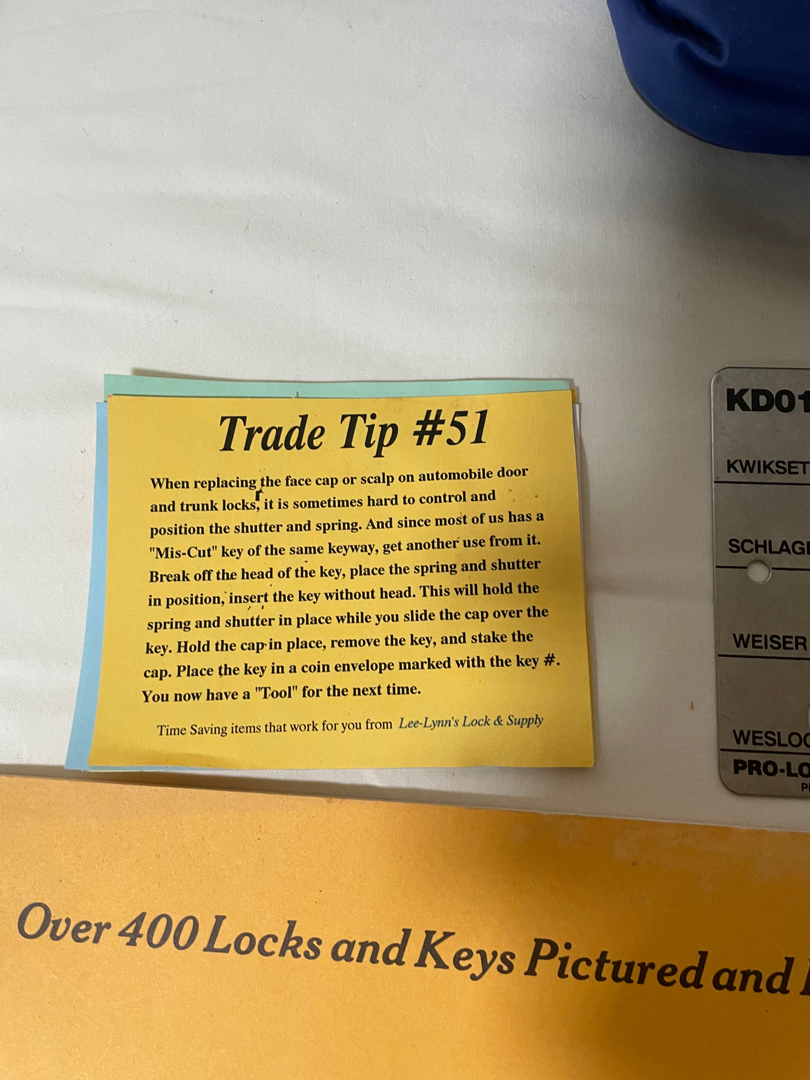 Trade Tip #51
When replacing the face cap or scalp on automobile door
and trunk locks, it is sometimes hard to control and
position the shutter and spring. And since most of us has a
"Mis-Cut" key of the same keyway, get another use from it.
Break off the head of the key, place the spring and shutter
in position, insert the key without head. This will hold the
spring and shutter in place while you slide the cap over the
key. Hold the cap in place, remove the key, and stake the
cap. Place the key in a coin envelope marked with the key #.
You now have a "Tool" for the next time.
Time Saving items that work for you from Lee-Lynn's Lock & Supply
KD01
KWIKSET
SCHLAGE
WEISER
WESLOC
PRO-LO
Over 400 Locks and Keys Pictured and